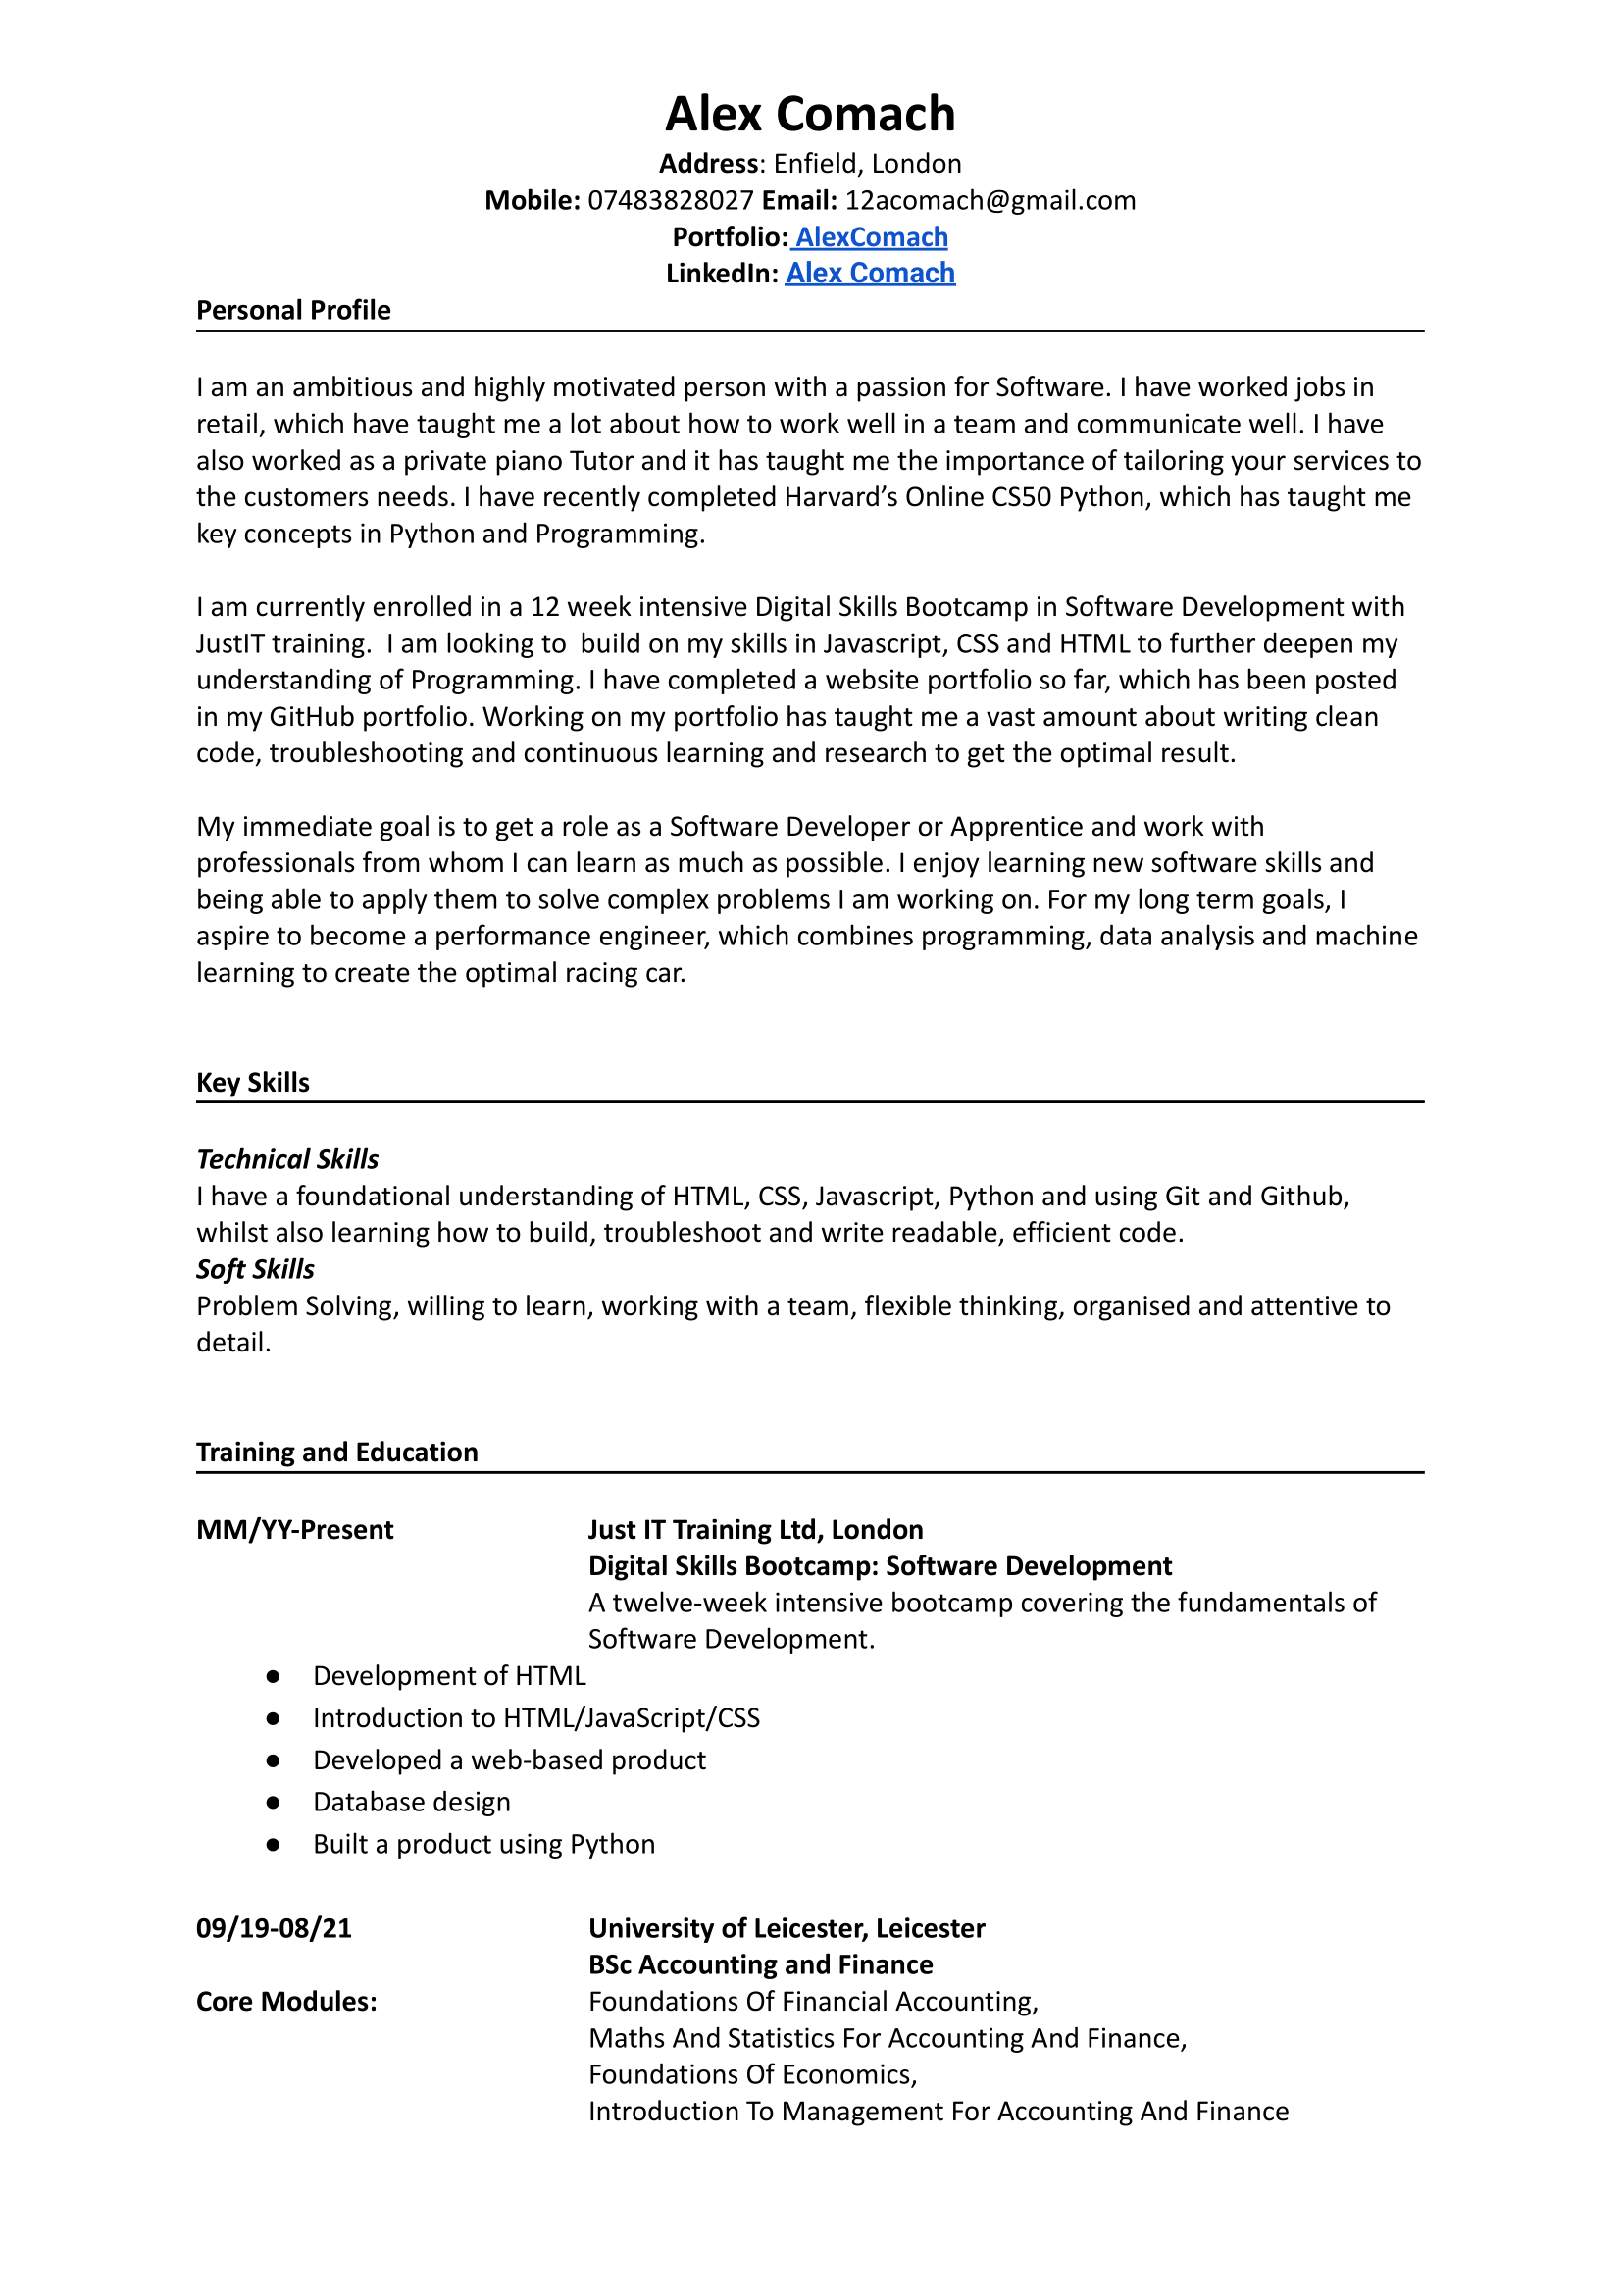 Alex Comach
Address: Enfield, London
Mobile: 07483828027 Email: 12acomach@gmail.com
Portfolio: AlexComach
LinkedIn: Alex Comach
Personal Profile
I am an ambitious and highly motivated person with a passion for Software. I have worked jobs in
retail, which have taught me a lot about how to work well in a team and communicate well. I have
also worked as a private piano Tutor and it has taught me the importance of tailoring your services to
the customers needs. I have recently completed Harvard’s Online CS50 Python, which has taught me
key concepts in Python and Programming.
I am currently enrolled in a 12 week intensive Digital Skills Bootcamp in Software Development with
JustIT training.  I am looking to  build on my skills in Javascript, CSS and HTML to further deepen my
understanding of Programming. I have completed a website portfolio so far, which has been posted
in my GitHub portfolio. Working on my portfolio has taught me a vast amount about writing clean
code, troubleshooting and continuous learning and research to get the optimal result.
My immediate goal is to get a role as a Software Developer or Apprentice and work with
professionals from whom I can learn as much as possible. I enjoy learning new software skills and
being able to apply them to solve complex problems I am working on. For my long term goals, I
aspire to become a performance engineer, which combines programming, data analysis and machine
learning to create the optimal racing car.
Key Skills
Technical Skills
I have a foundational understanding of HTML, CSS, Javascript, Python and using Git and Github,
whilst also learning how to build, troubleshoot and write readable, efficient code.
Soft Skills
Problem Solving, willing to learn, working with a team, flexible thinking, organised and attentive to
detail.
Training and Education
MM/YY-Present Just IT Training Ltd, London
Digital Skills Bootcamp: Software Development
A twelve-week intensive bootcamp covering the fundamentals of
Software Development.
● Development of HTML
● Introduction to HTML/JavaScript/CSS
● Developed a web-based product
● Database design
● Built a product using Python
09/19-08/21 University of Leicester, Leicester
BSc Accounting and Finance
Core Modules: Foundations Of Financial Accounting,
Maths And Statistics For Accounting And Finance,
Foundations Of Economics,
Introduction To Management For Accounting And Finance